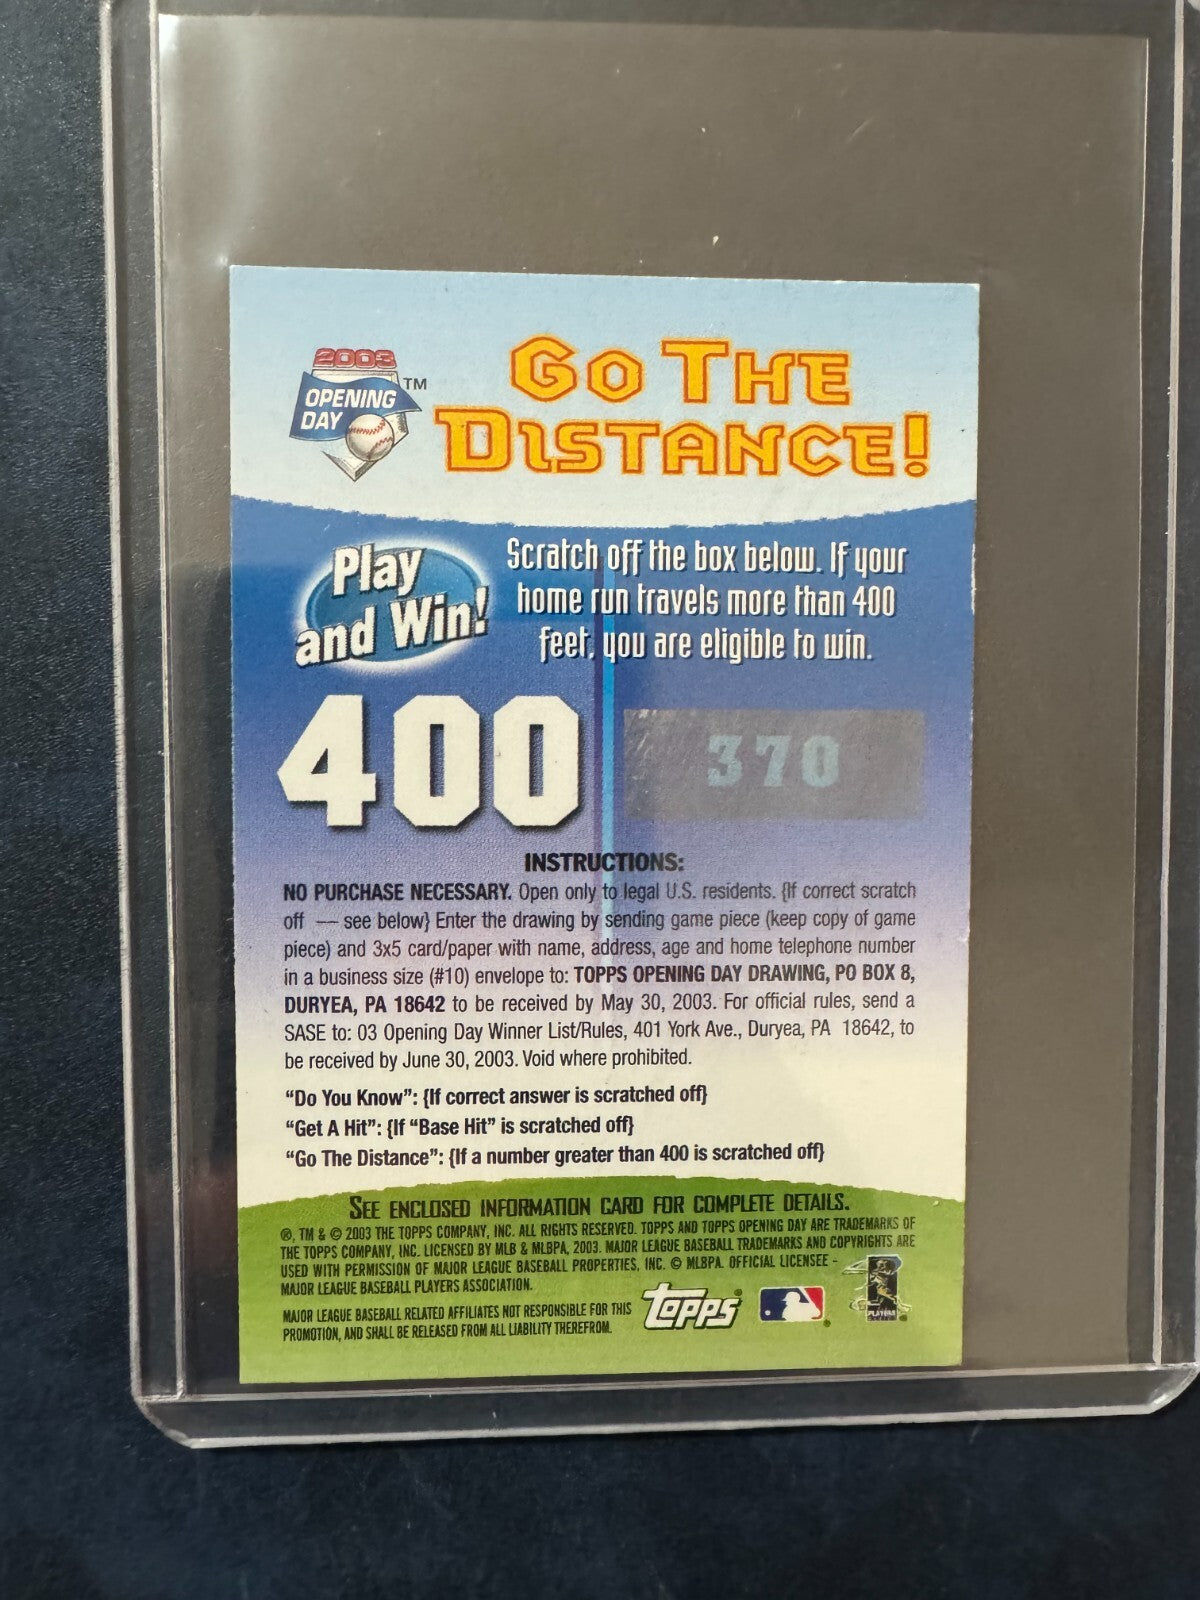 2003
OPENING
DAY
TM
GO THE
DISTANCE!
Play
and Win!
Scratch off the box below. If your
home run travels more than 400
feet, you are eligible to win.
400
370
INSTRUCTIONS:
NO PURCHASE NECESSARY. Open only to legal U.S. residents. {If correct scratch
off — see below} Enter the drawing by sending game piece (keep copy of game
piece) and 3x5 card/paper with name, address, age and home telephone number
in a business size (#10) envelope to: TOPPS OPENING DAY DRAWING, PO BOX 8,
DURYEA, PA 18642 to be received by May 30, 2003. For official rules, send a
SASE to: 03 Opening Day Winner List/Rules, 401 York Ave., Duryea, PA 18642, to
be received by June 30, 2003. Void where prohibited.
“Do You Know”: {If correct answer is scratched off}
“Get A Hit”: {If “Base Hit” is scratched off}
“Go The Distance”: {If a number greater than 400 is scratched off}
SEE ENCLOSED INFORMATION CARD FOR COMPLETE DETAILS.
®, TM & © 2003 THE TOPPS COMPANY, INC. ALL RIGHTS RESERVED. TOPPS AND TOPPS OPENING DAY ARE TRADEMARKS OF
THE TOPPS COMPANY, INC. LICENSED BY MLB & MLBPA, 2003. MAJOR LEAGUE BASEBALL TRADEMARKS AND COPYRIGHTS ARE
USED WITH PERMISSION OF MAJOR LEAGUE BASEBALL PROPERTIES, INC. © MLBPA. OFFICIAL LICENSEE -
MAJOR LEAGUE BASEBALL PLAYERS ASSOCIATION.
MAJOR LEAGUE BASEBALL RELATED AFFILIATES NOT RESPONSIBLE FOR THIS
PROMOTION, AND SHALL BE RELEASED FROM ALL LIABILITY THEREFROM.
Topps®
PLAYERS